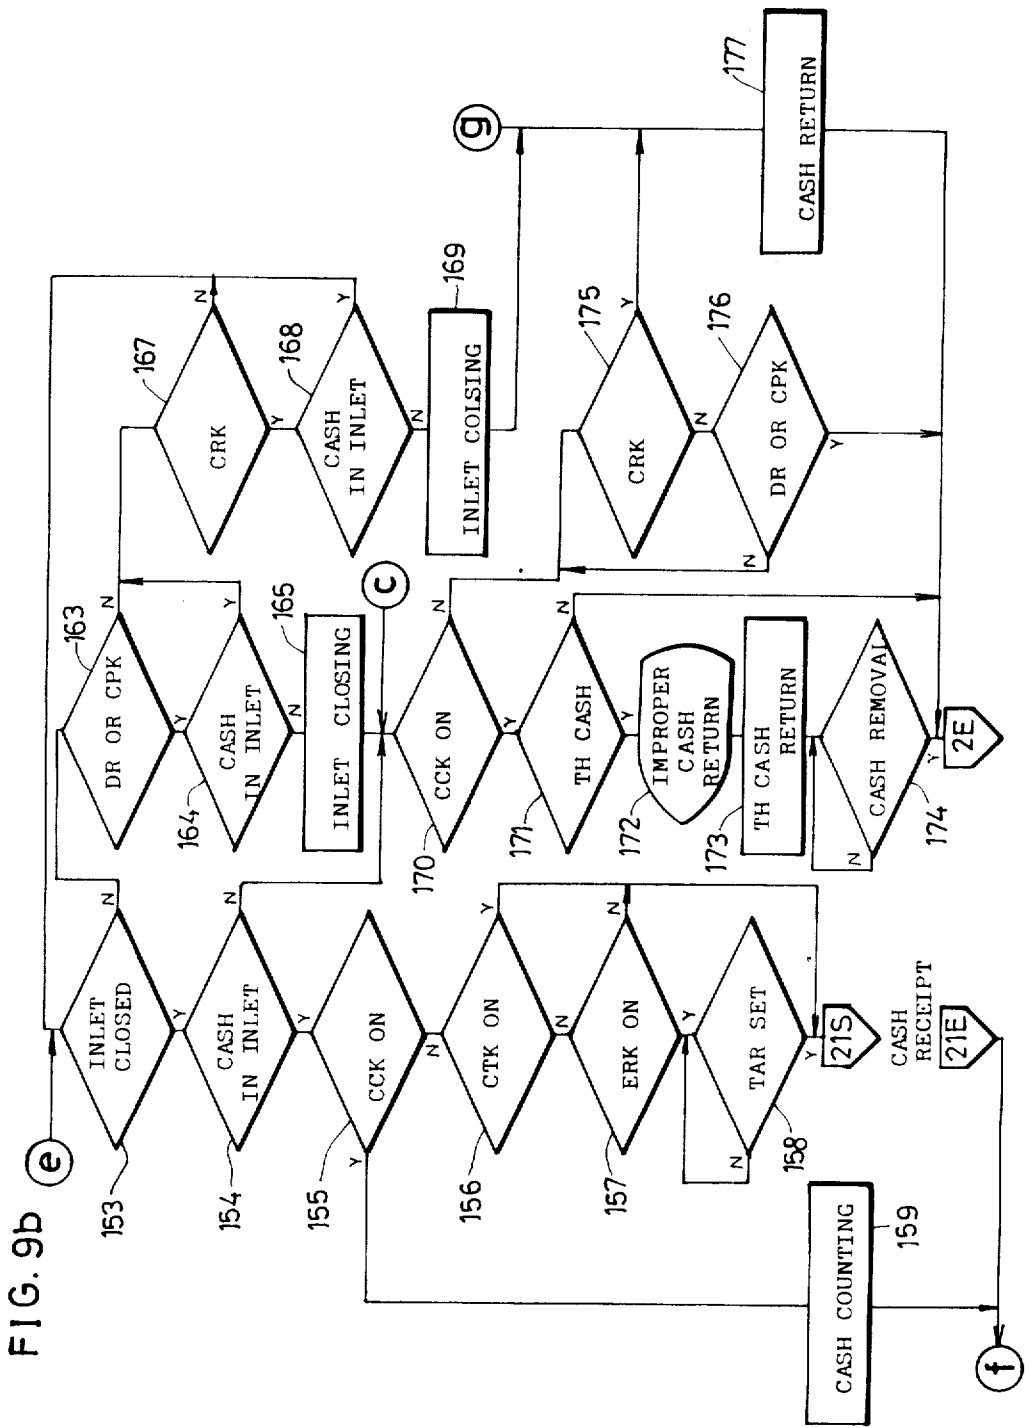 FIG. 9b
e
INLET
CLOSED
153
N
Y
CASH
IN INLET
154
N
Y
CCK ON
155
Y
N
CTK ON
156
Y
N
ERK ON
157
N
Y
TAR SET
158
N
Y
21S
CASH
RECEIPT
21E
CASH COUNTING
159
f
DR OR CPK
163
N
Y
CASH
IN INLET
164
Y
N
INLET CLOSING
165
C
CCK ON
170
N
Y
TH CASH
171
N
Y
IMPROPER
CASH
RETURN
172
TH CASH
RETURN
173
CASH REMOVAL
174
N
Y
2E
CRK
167
N
Y
CASH
IN INLET
168
Y
N
INLET COLSING
169
g
CRK
175
Y
N
DR OR CPK
176
N
Y
CASH RETURN
177